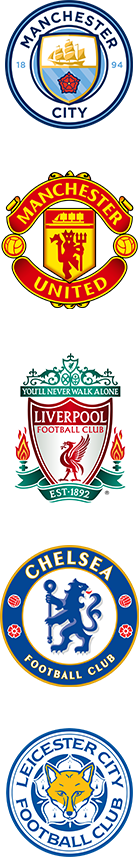 MANCHESTER
18 94
CITY
MANCHESTER
UNITED
YOU'LL NEVER WALK ALONE
LIVERPOOL
FOOTBALL CLUB
EST·1892
®
CHELSEA
FOOTBALL CLUB
LEICESTER CITY
FOOTBALL CLUB